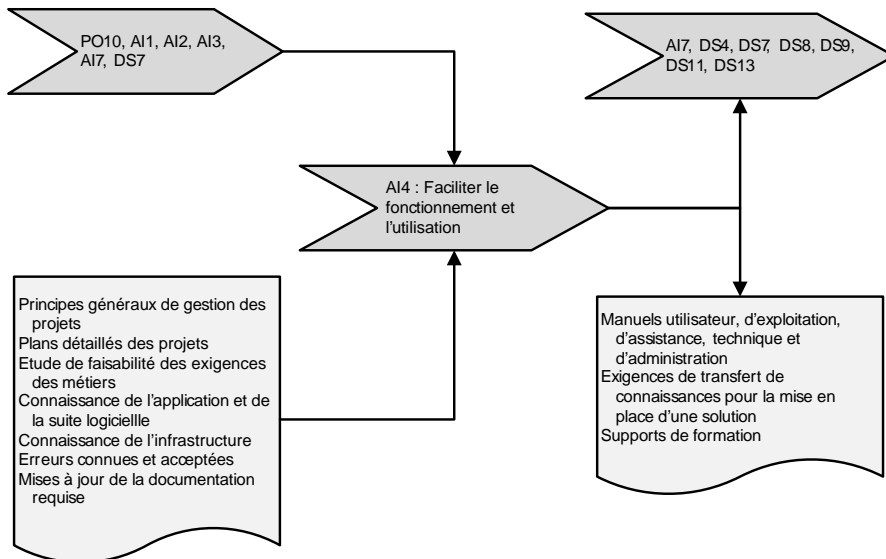 PO10, AI1, AI2, AI3,
AI7, DS7
AI7, DS4, DS7, DS8, DS9,
DS11, DS13
AI4 : Faciliter le
fonctionnement et
l’utilisation
Principes généraux de gestion des
projets
Plans détaillés des projets
Etude de faisabilité des exigences
des métiers
Connaissance de l’application et de
la suite logiciellle
Connaissance de l’infrastructure
Erreurs connues et acceptées
Mises à jour de la documentation
requise
Manuels utilisateur, d’exploitation,
d’assistance, technique et
d’administration
Exigences de transfert de
connaissances pour la mise en
place d’une solution
Supports de formation